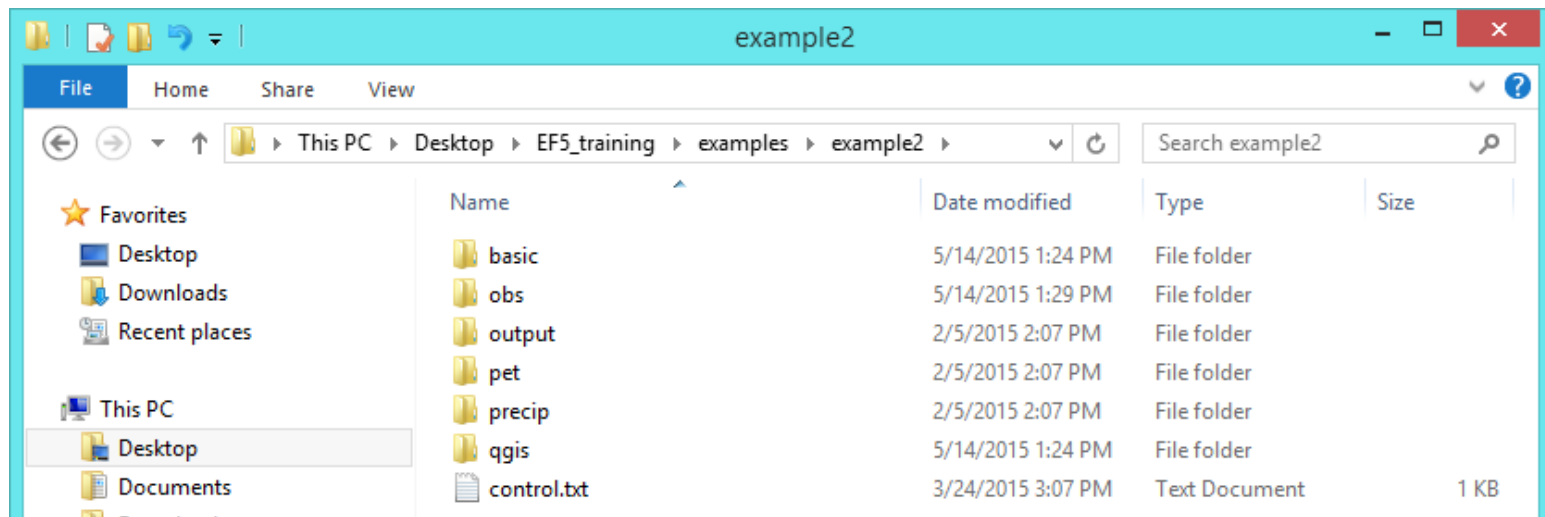 example2
File Home Share View
This PC Desktop EF5_training examples example2 Search example2
Name Date modified Type Size
Favorites
Desktop
Downloads
Recent places
This PC
Desktop
Documents
basic 5/14/2015 1:24 PM File folder
obs 5/14/2015 1:29 PM File folder
output 2/5/2015 2:07 PM File folder
pet 2/5/2015 2:07 PM File folder
precip 2/5/2015 2:07 PM File folder
qgis 5/14/2015 1:24 PM File folder
control.txt 3/24/2015 3:07 PM Text Document 1 KB